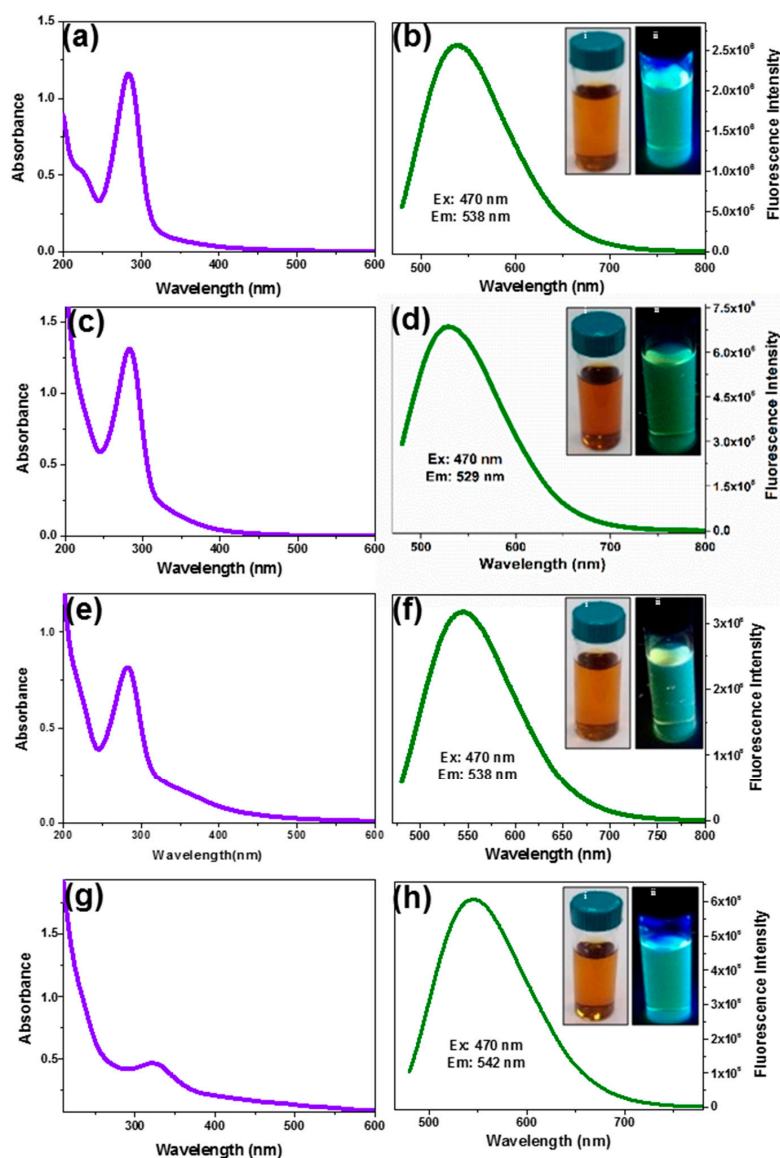 (a)
1.5
1.0
0.5
0.0
Absorbance
200 300 400 500 600
Wavelength (nm)
(b)
i ii
Ex: 470 nm
Em: 538 nm
0.0
Fluorescence Intensity
500 600 700 800
Wavelength (nm)
(c)
1.5
1.0
0.5
0.0
Absorbance
200 300 400 500 600
Wavelength (nm)
(d)
i ii
Ex: 470 nm
Em: 529 nm
0.0
Fluorescence Intensity
500 600 700 800
Wavelength (nm)
(e)
1.0
0.5
0.0
Absorbance
200 300 400 500 600
Wavelength(nm)
(f)
i ii
Ex: 470 nm
Em: 538 nm
0
Fluorescence Intensity
500 550 600 650 700 750 800
Wavelength (nm)
(g)
1.5
1.0
0.5
Absorbance
300 400 500 600
Wavelength (nm)
(h)
i ii
Ex: 470 nm
Em: 542 nm
0
Fluorescence Intensity
500 600 700
Wavelength (nm)